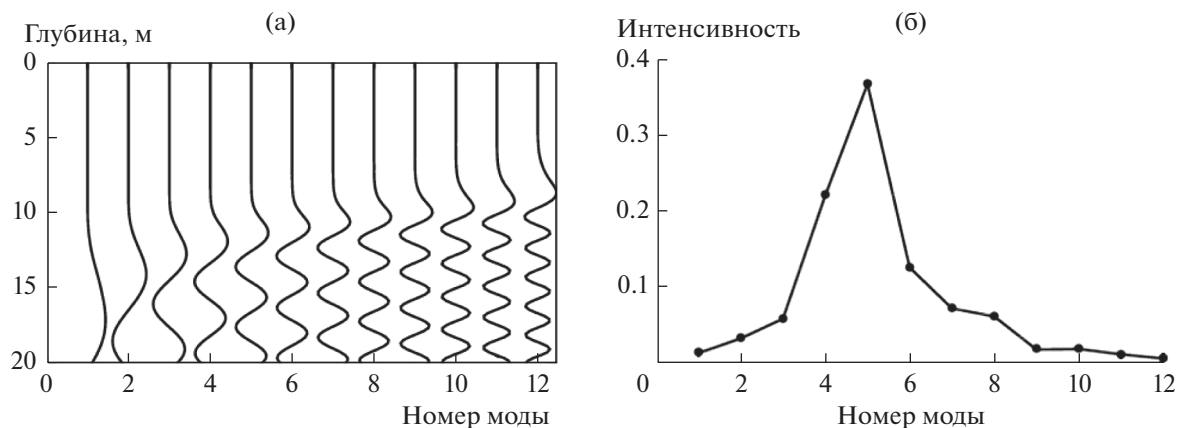 (а)
Глубина, м
0
5
10
15
20
0 2 4 6 8 10 12
Номер моды
(б)
Интенсивность
0.4
0.3
0.2
0.1
0 2 4 6 8 10 12
Номер моды